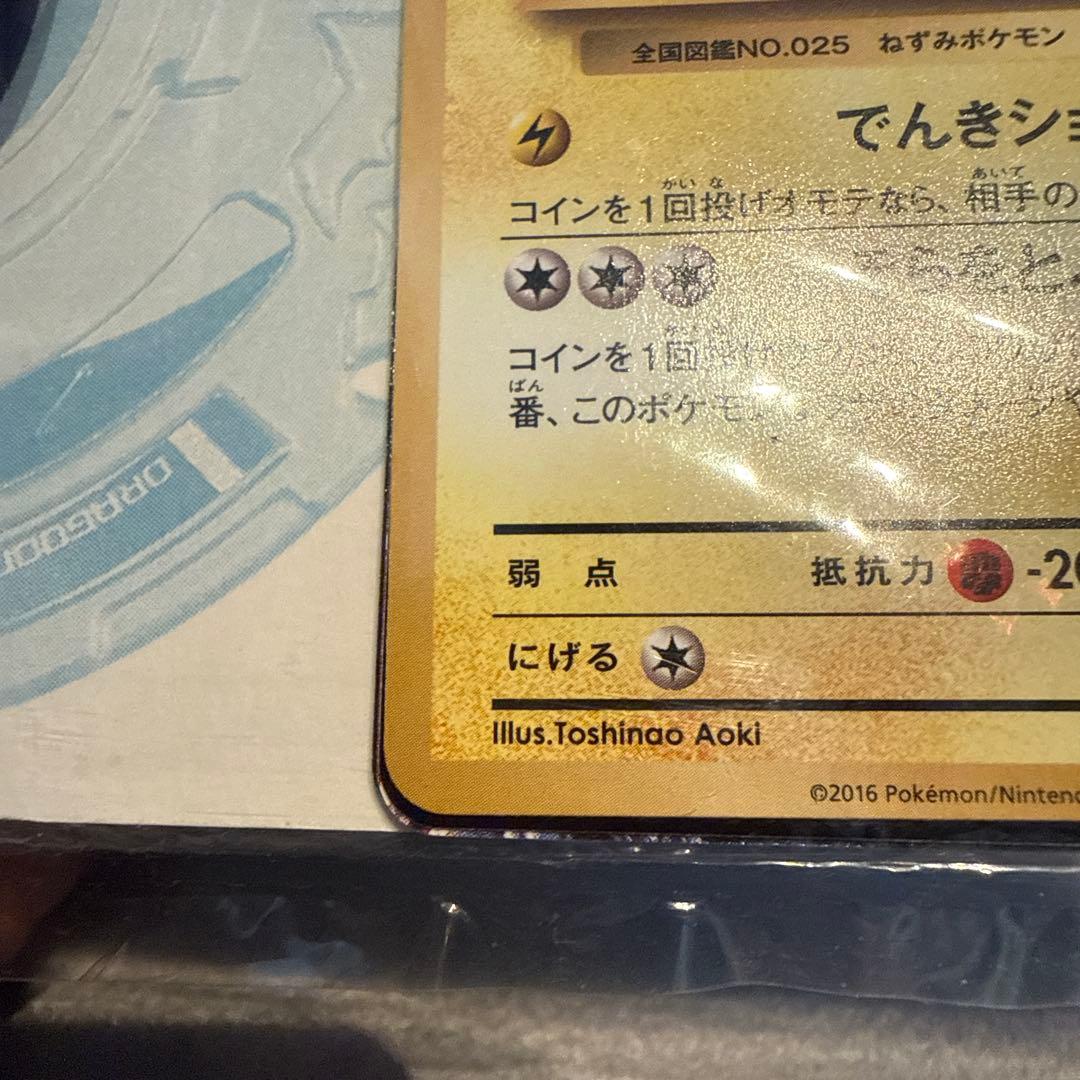 全国図鑑NO.025 ねずみポケモン
でんきショ
コインを1回投げオモテなら、相手の
コインを1回
番、このポケモ
弱 点 抵抗力 -20
にげる
Illus.Toshinao Aoki
©2016 Pokémon/Nintend
DRAGOO